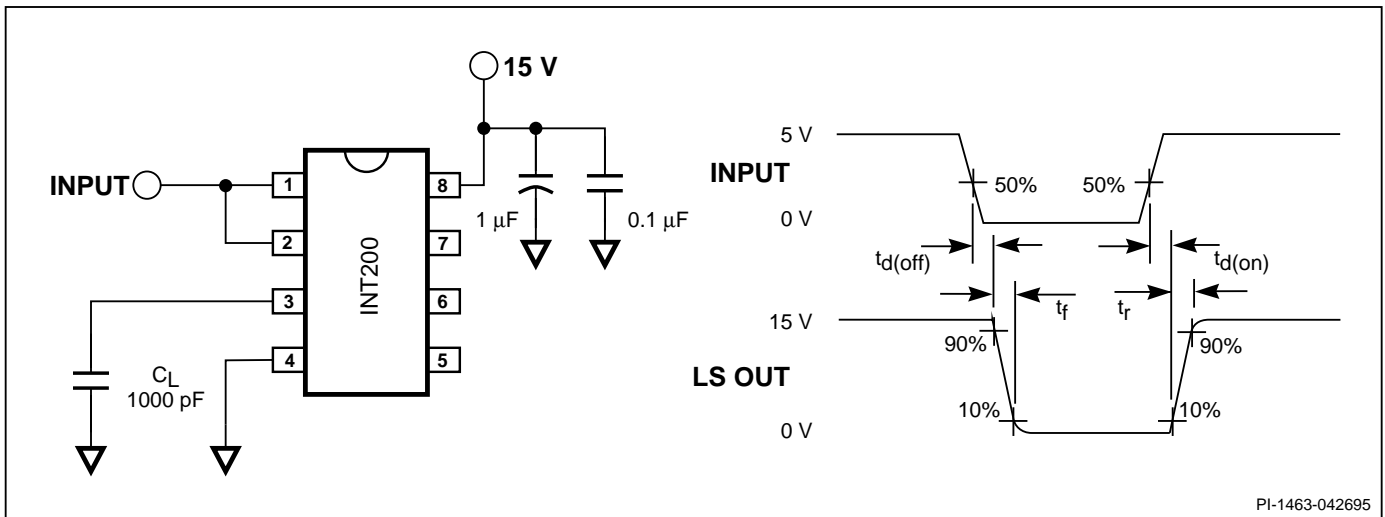 15 V
INPUT
1
2
3
4
8
7
6
5
INT200
1 µF
0.1 µF
CL
1000 pF
5 V
INPUT
0 V
50%
50%
td(off)
td(on)
tf
tr
15 V
90%
90%
LS OUT
10%
10%
0 V
PI-1463-042695